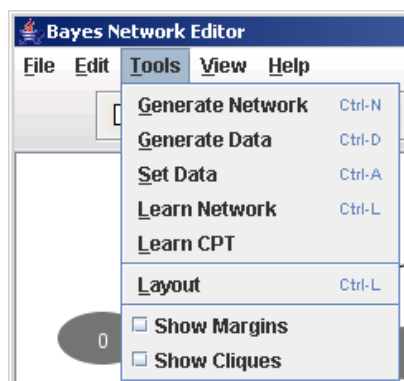 Bayes Network Editor
File Edit Tools View Help
Generate Network Ctrl-N
Generate Data Ctrl-D
Set Data Ctrl-A
Learn Network Ctrl-L
Learn CPT
Layout Ctrl-L
Show Margins
0
Show Cliques